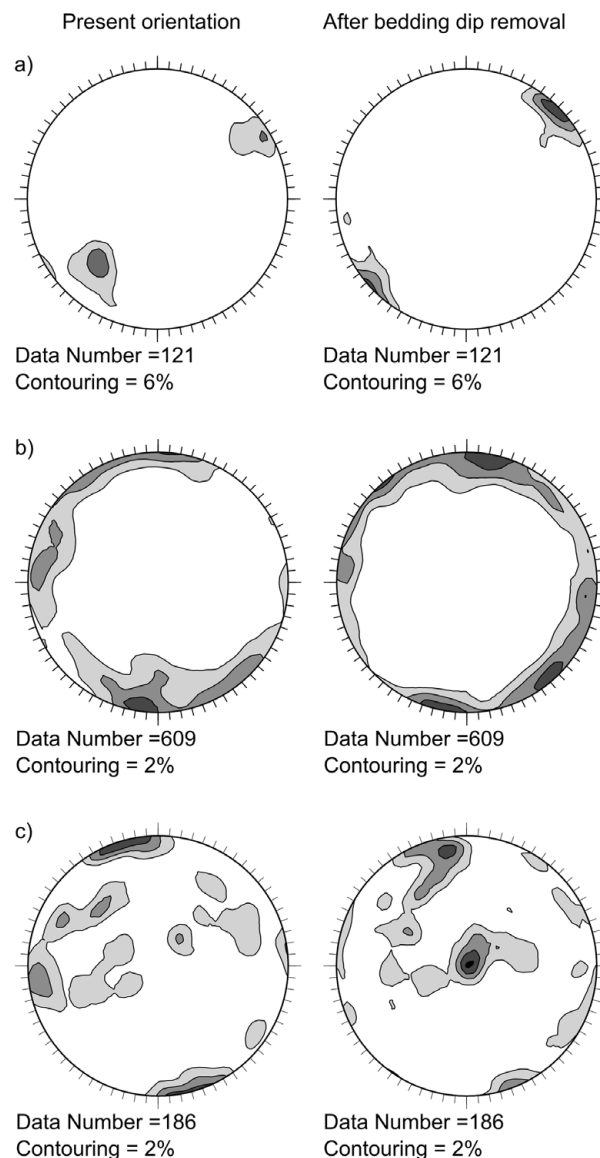 Present orientation After bedding dip removal
a)
Data Number =121 Data Number =121
Contouring = 6% Contouring = 6%
b)
Data Number =609 Data Number =609
Contouring = 2% Contouring = 2%
c)
Data Number =186 Data Number =186
Contouring = 2% Contouring = 2%